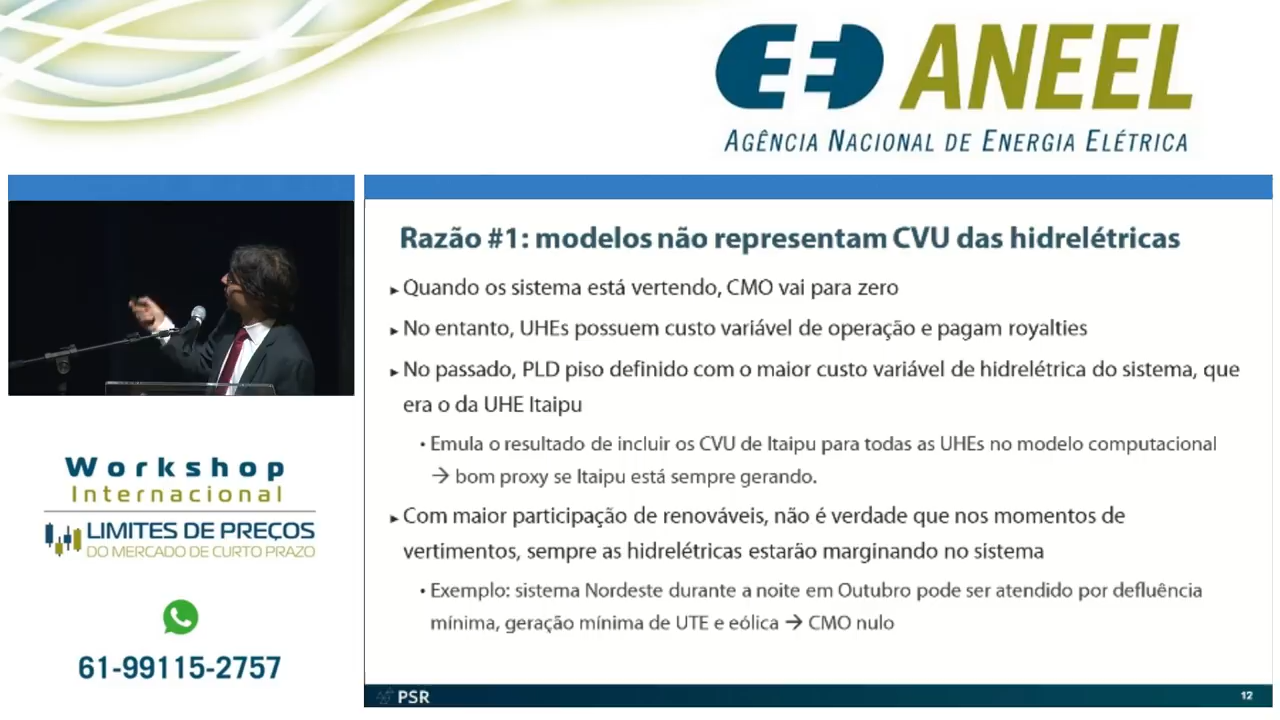 ANEEL
AGÊNCIA NACIONAL DE ENERGIA ELÉTRICA
Razão #1: modelos não representam CVU das hidrelétricas
▸ Quando os sistema está vertendo, CMO vai para zero
▸ No entanto, UHEs possuem custo variável de operação e pagam royalties
▸ No passado, PLD piso definido com o maior custo variável de hidrelétrica do sistema, que
era o da UHE Itaipu
• Emula o resultado de incluir os CVU de Itaipu para todas as UHEs no modelo computacional
→ bom proxy se Itaipu está sempre gerando.
▸ Com maior participação de renováveis, não é verdade que nos momentos de
vertimentos, sempre as hidrelétricas estarão marginando no sistema
• Exemplo: sistema Nordeste durante a noite em Outubro pode ser atendido por defluência
mínima, geração mínima de UTE e eólica → CMO nulo
PSR
12
Workshop
Internacional
LIMITES DE PREÇOS
DO MERCADO DE CURTO PRAZO
61-99115-2757